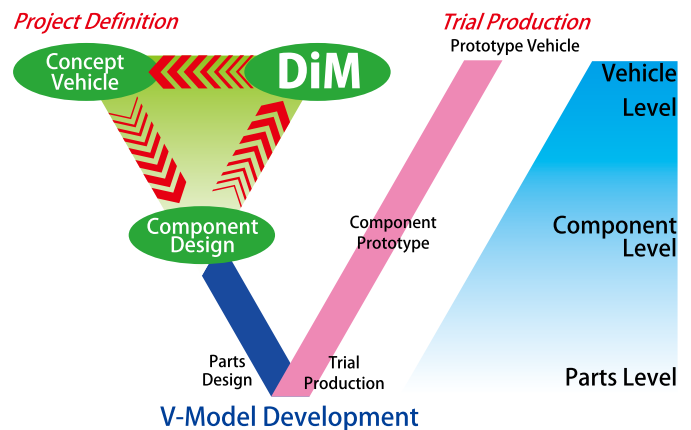 Project Definition
Trial Production
Prototype Vehicle
Concept
Vehicle
DiM
Vehicle
Level
Component
Design
Component
Prototype
Component
Level
Parts
Design
Trial
Production
Parts Level
V-Model Development